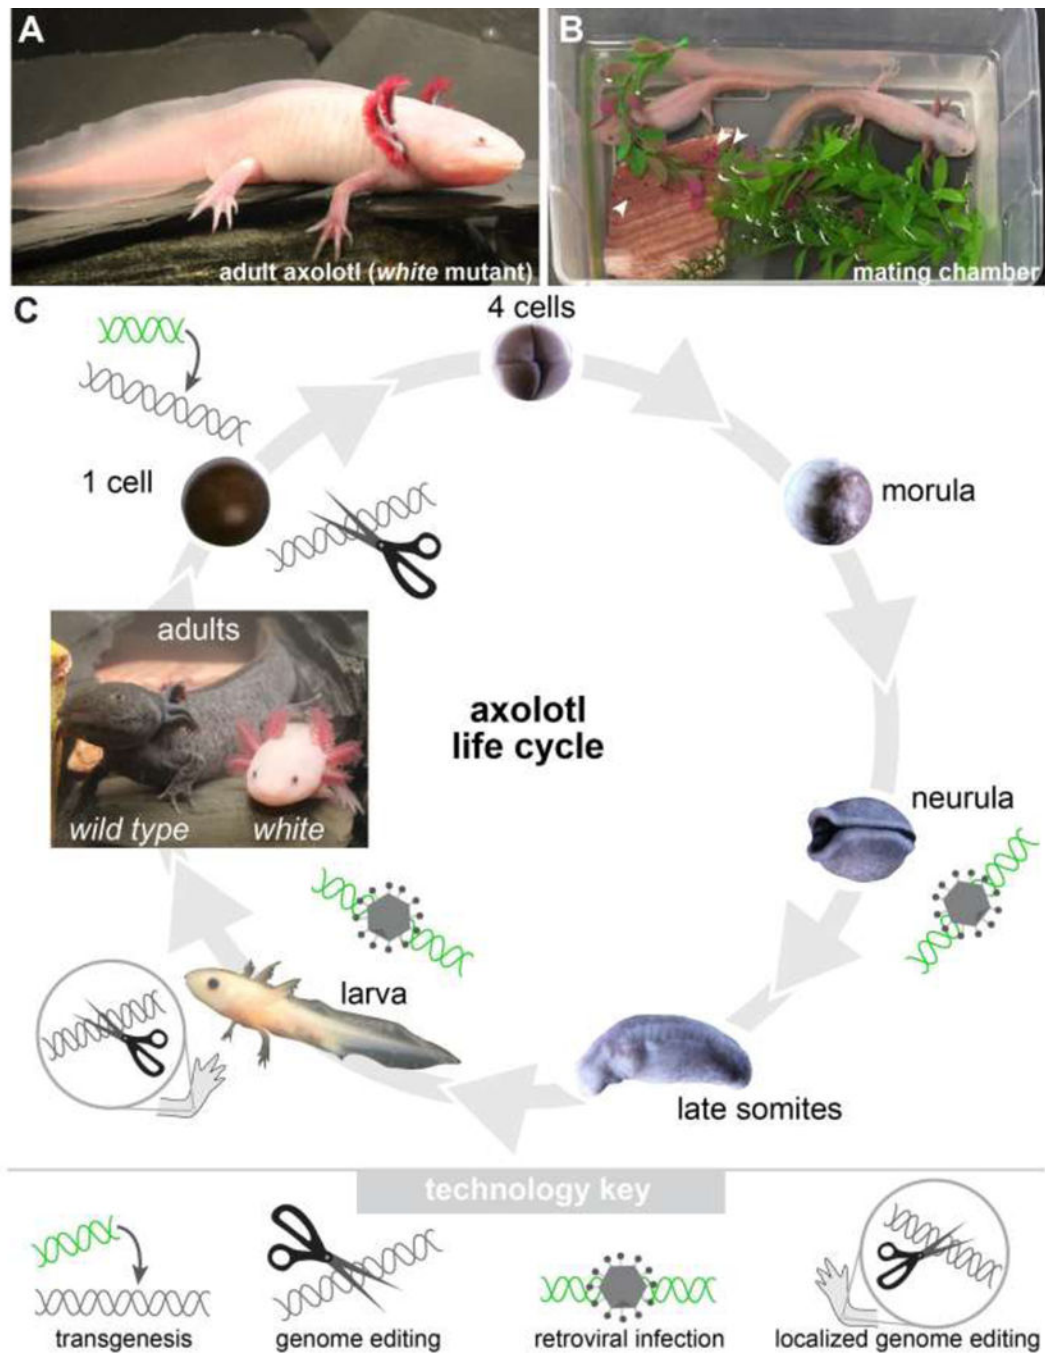 A
adult axolotl (white mutant)
B
mating chamber
C
4 cells
1 cell
morula
adults
wild type
white
axolotl
life cycle
neurula
larva
late somites
technology key
transgenesis
genome editing
retroviral infection
localized genome editing